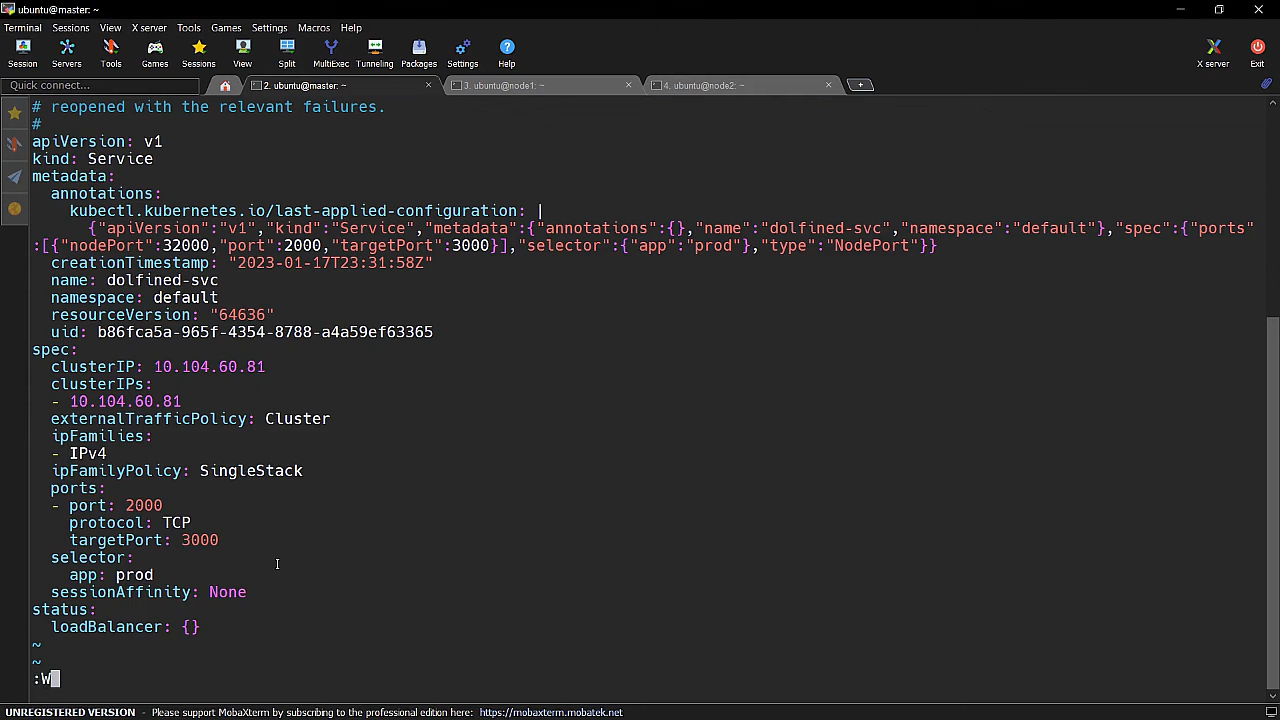 ubuntu@master: ~
Terminal Sessions View X server Tools Games Settings Macros Help
Session Servers Tools Games Sessions View Split MultiExec Tunneling Packages Settings Help X server Exit
Quick connect... 2. ubuntu@master: ~ 3. ubuntu@node1: ~ 4. ubuntu@node2: ~
# reopened with the relevant failures.
#
apiVersion: v1
kind: Service
metadata:
  annotations:
    kubectl.kubernetes.io/last-applied-configuration: |
      {"apiVersion":"v1","kind":"Service","metadata":{"annotations":{},"name":"dolfined-svc","namespace":"default"},"spec":{"ports"
:[{"nodePort":32000,"port":2000,"targetPort":3000}],"selector":{"app":"prod"},"type":"NodePort"}}
  creationTimestamp: "2023-01-17T23:31:58Z"
  name: dolfined-svc
  namespace: default
  resourceVersion: "64636"
  uid: b86fca5a-965f-4354-8788-a4a59ef63365
spec:
  clusterIP: 10.104.60.81
  clusterIPs:
  - 10.104.60.81
  externalTrafficPolicy: Cluster
  ipFamilies:
  - IPv4
  ipFamilyPolicy: SingleStack
  ports:
  - port: 2000
    protocol: TCP
    targetPort: 3000
  selector:
    app: prod
  sessionAffinity: None
status:
  loadBalancer: {}
~
~
:W
UNREGISTERED VERSION - Please support MobaXterm by subscribing to the professional edition here: https://mobaxterm.mobatek.net